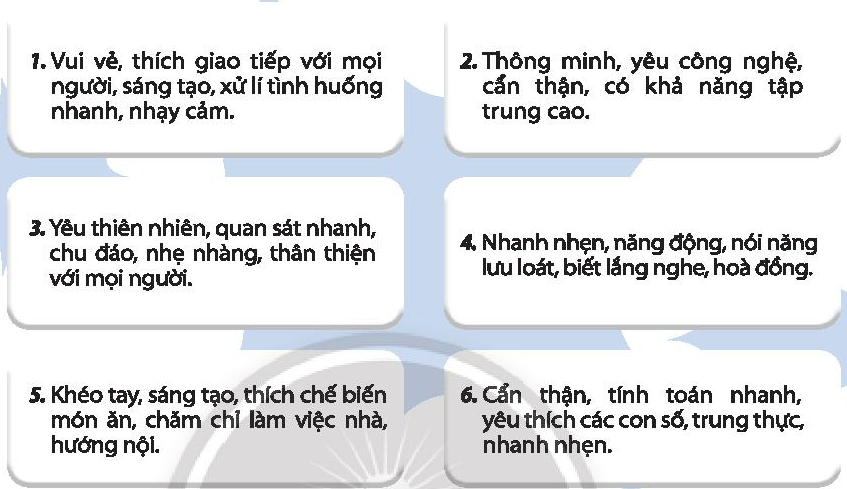 1. Vui vẻ, thích giao tiếp với mọi
người, sáng tạo, xử lí tình huống
nhanh, nhạy cảm.
2. Thông minh, yêu công nghệ,
cẩn thận, có khả năng tập
trung cao.
3. Yêu thiên nhiên, quan sát nhanh,
chu đáo, nhẹ nhàng, thân thiện
với mọi người.
4. Nhanh nhẹn, năng động, nói năng
lưu loát, biết lắng nghe, hoà đồng.
5. Khéo tay, sáng tạo, thích chế biến
món ăn, chăm chỉ làm việc nhà,
hướng nội.
6. Cẩn thận, tính toán nhanh,
yêu thích các con số, trung thực,
nhanh nhẹn.